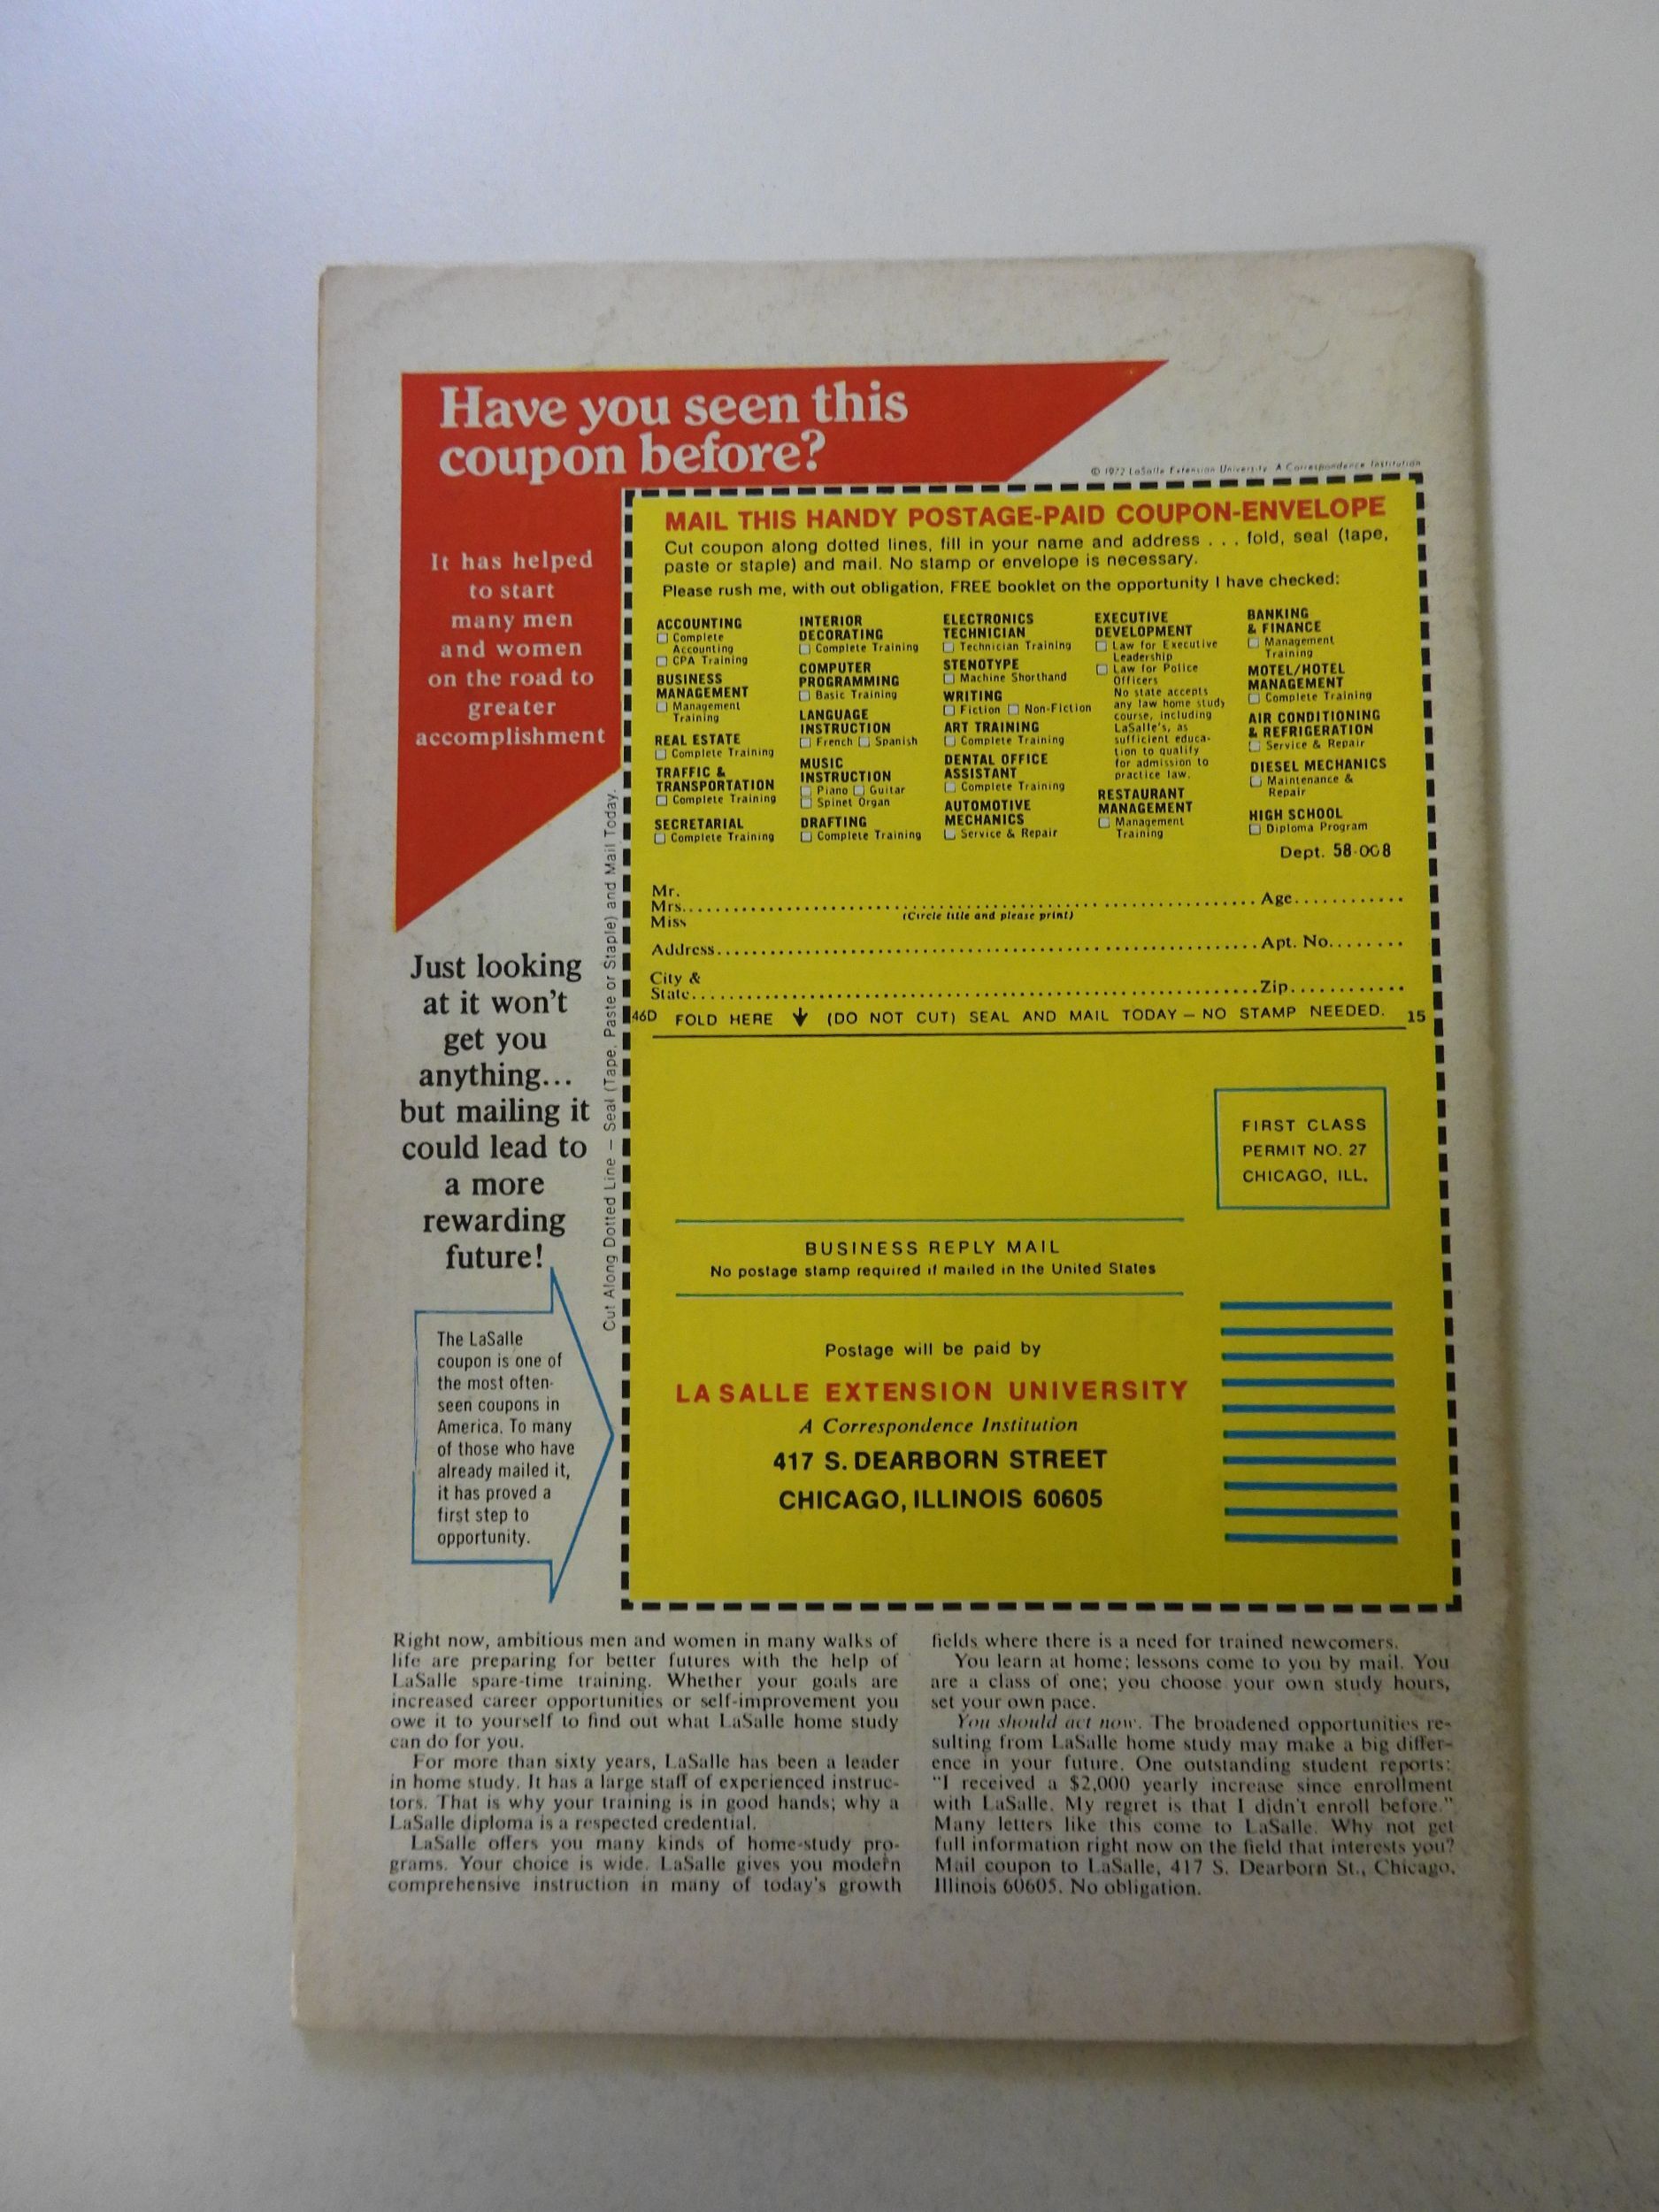 Have you seen this
coupon before?
© 1972 LaSalle Extension University A Correspondence Institution
It has helped
to start
many men
and women
on the road to
greater
accomplishment
Just looking
at it won't
get you
anything...
but mailing it
could lead to
a more
rewarding
future!
The LaSalle
coupon is one of
the most often-
seen coupons in
America. To many
of those who have
already mailed it,
it has proved a
first step to
opportunity.
Cut Along Dotted Line — Seal (Tape, Paste or Staple) and Mail Today.
MAIL THIS HANDY POSTAGE-PAID COUPON-ENVELOPE
Cut coupon along dotted lines, fill in your name and address . . . fold, seal (tape,
paste or staple) and mail. No stamp or envelope is necessary.
Please rush me, with out obligation, FREE booklet on the opportunity I have checked:
ACCOUNTING
Complete
Accounting
CPA Training
BUSINESS
MANAGEMENT
Management
Training
REAL ESTATE
Complete Training
TRAFFIC &
TRANSPORTATION
Complete Training
SECRETARIAL
Complete Training
INTERIOR
DECORATING
Complete Training
COMPUTER
PROGRAMMING
Basic Training
LANGUAGE
INSTRUCTION
French Spanish
MUSIC
INSTRUCTION
Piano Guitar
Spinet Organ
DRAFTING
Complete Training
ELECTRONICS
TECHNICIAN
Technician Training
STENOTYPE
Machine Shorthand
WRITING
Fiction Non-Fiction
ART TRAINING
Complete Training
DENTAL OFFICE
ASSISTANT
Complete Training
AUTOMOTIVE
MECHANICS
Service & Repair
EXECUTIVE
DEVELOPMENT
Law for Executive
Leadership
Law for Police
Officers
No state accepts
any law home study
course, including
LaSalle's, as
sufficient educa-
tion to qualify
for admission to
practice law.
RESTAURANT
MANAGEMENT
Management
Training
BANKING
& FINANCE
Management
Training
MOTEL/HOTEL
MANAGEMENT
Complete Training
AIR CONDITIONING
& REFRIGERATION
Service & Repair
DIESEL MECHANICS
Maintenance &
Repair
HIGH SCHOOL
Diploma Program
Dept. 58-008
Mr.
Mrs. Age
Miss (Circle title and please print)
Address Apt. No.
City &
State Zip
46D FOLD HERE (DO NOT CUT) SEAL AND MAIL TODAY — NO STAMP NEEDED. 15
FIRST CLASS
PERMIT NO. 27
CHICAGO, ILL.
BUSINESS REPLY MAIL
No postage stamp required if mailed in the United States
Postage will be paid by
LA SALLE EXTENSION UNIVERSITY
A Correspondence Institution
417 S. DEARBORN STREET
CHICAGO, ILLINOIS 60605
Right now, ambitious men and women in many walks of
life are preparing for better futures with the help of
LaSalle spare-time training. Whether your goals are
increased career opportunities or self-improvement you
owe it to yourself to find out what LaSalle home study
can do for you.
For more than sixty years, LaSalle has been a leader
in home study. It has a large staff of experienced instruc-
tors. That is why your training is in good hands; why a
LaSalle diploma is a respected credential.
LaSalle offers you many kinds of home-study pro-
grams. Your choice is wide. LaSalle gives you modern
comprehensive instruction in many of today's growth
fields where there is a need for trained newcomers.
You learn at home; lessons come to you by mail. You
are a class of one; you choose your own study hours,
set your own pace.
You should act now. The broadened opportunities re-
sulting from LaSalle home study may make a big differ-
ence in your future. One outstanding student reports:
"I received a $2,000 yearly increase since enrollment
with LaSalle. My regret is that I didn't enroll before."
Many letters like this come to LaSalle. Why not get
full information right now on the field that interests you?
Mail coupon to LaSalle, 417 S. Dearborn St., Chicago,
Illinois 60605. No obligation.